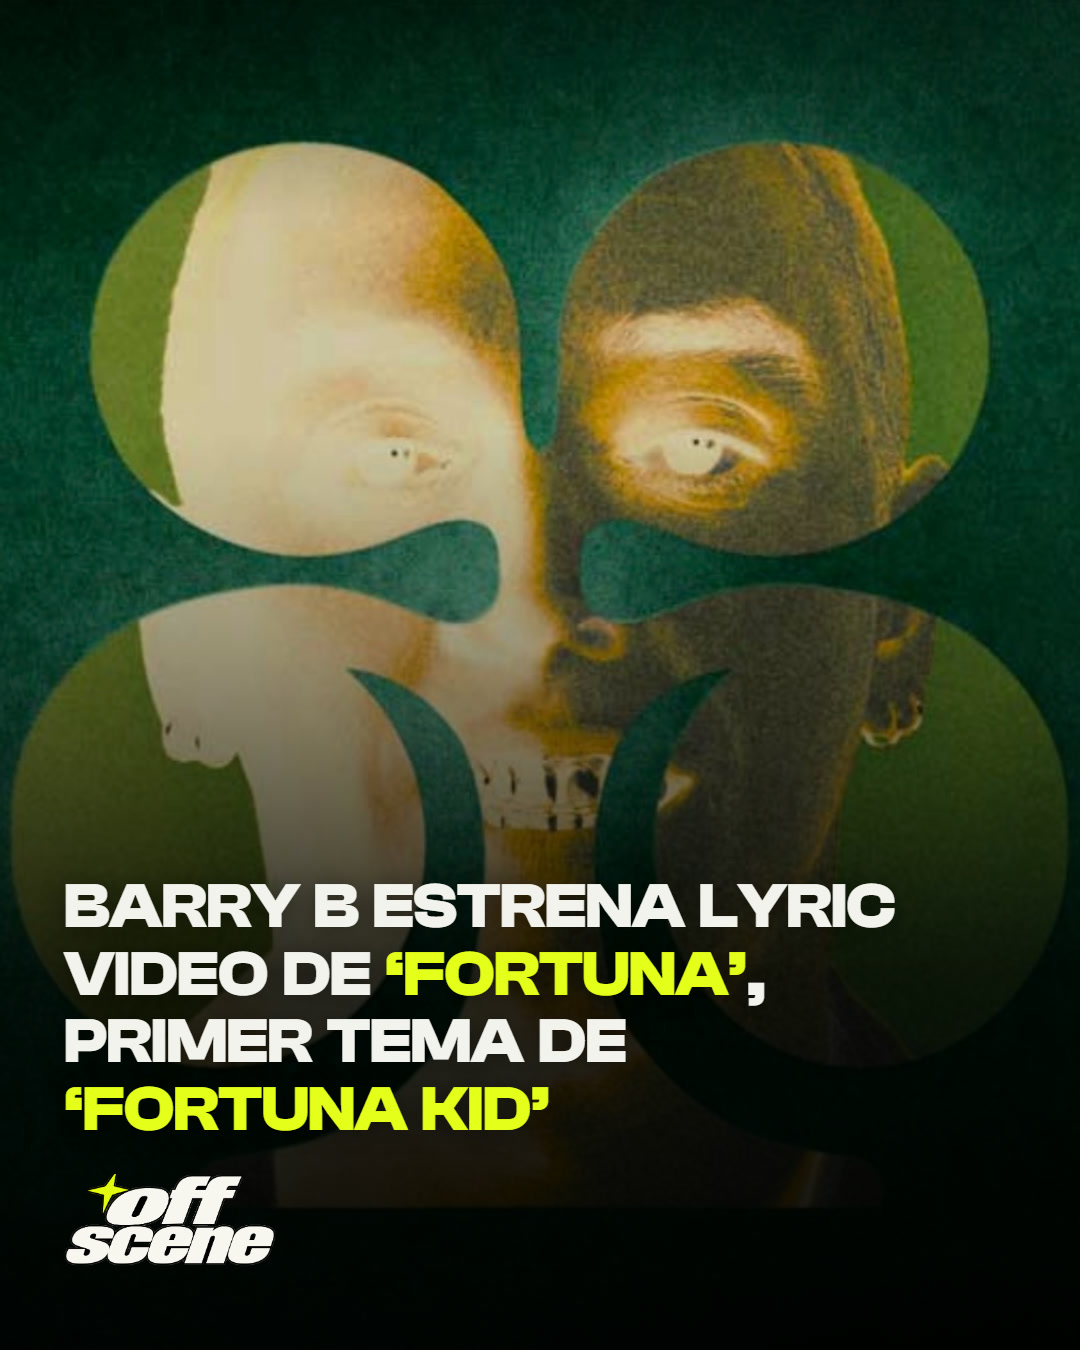 BARRY B ESTRENA LYRIC
VIDEO DE ‘FORTUNA’,
PRIMER TEMA DE
‘FORTUNA KID’
off
scene